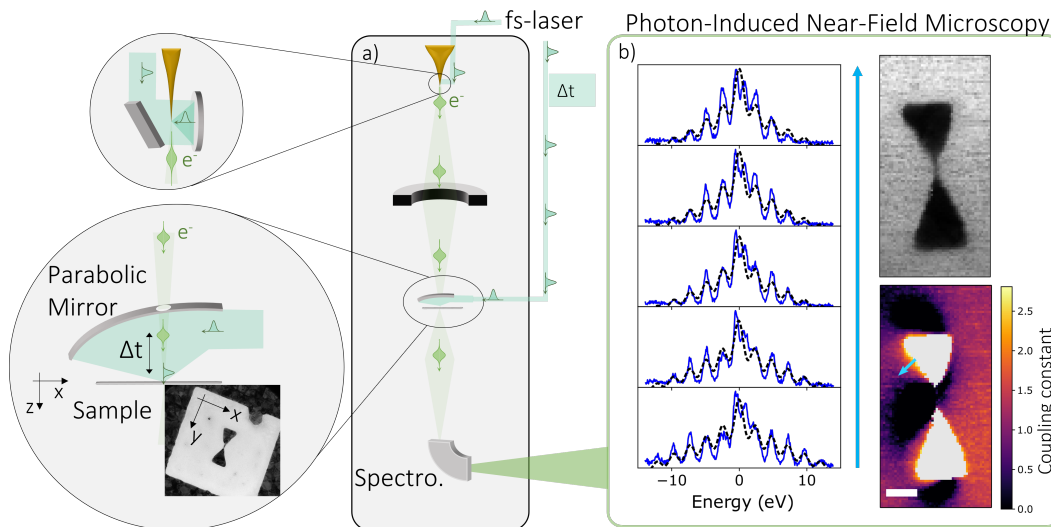 fs-laser
Photon-Induced Near-Field Microscopy
a)
b)
e⁻
Δt
e⁻
e⁻
Parabolic
Mirror
Δt
x
z
Sample
x
y
Spectro.
−10
0
10
Energy (eV)
2.5
2.0
1.5
1.0
0.5
0.0
Coupling constant